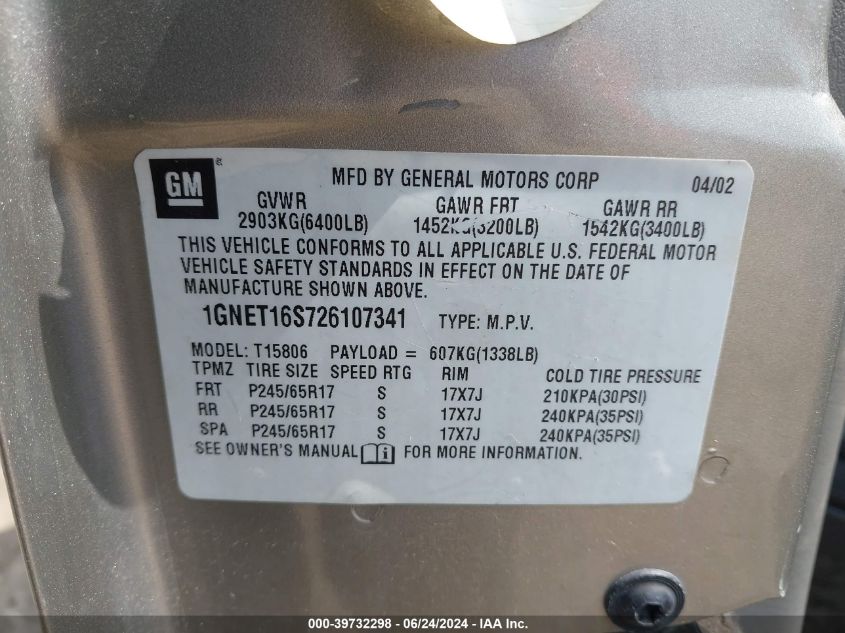 GM ®
MFD BY GENERAL MOTORS CORP 04/02
GVWR GAWR FRT GAWR RR
2903KG(6400LB) 1452KG(3200LB) 1542KG(3400LB)
THIS VEHICLE CONFORMS TO ALL APPLICABLE U.S. FEDERAL MOTOR
VEHICLE SAFETY STANDARDS IN EFFECT ON THE DATE OF
MANUFACTURE SHOWN ABOVE.
1GNET16S726107341 TYPE: M.P.V.
MODEL: T15806 PAYLOAD = 607KG(1338LB)
TPMZ TIRE SIZE SPEED RTG RIM COLD TIRE PRESSURE
FRT P245/65R17 S 17X7J 210KPA(30PSI)
RR P245/65R17 S 17X7J 240KPA(35PSI)
SPA P245/65R17 S 17X7J 240KPA(35PSI)
SEE OWNER'S MANUAL i FOR MORE INFORMATION.
000-39732298 - 06/24/2024 - IAA Inc.